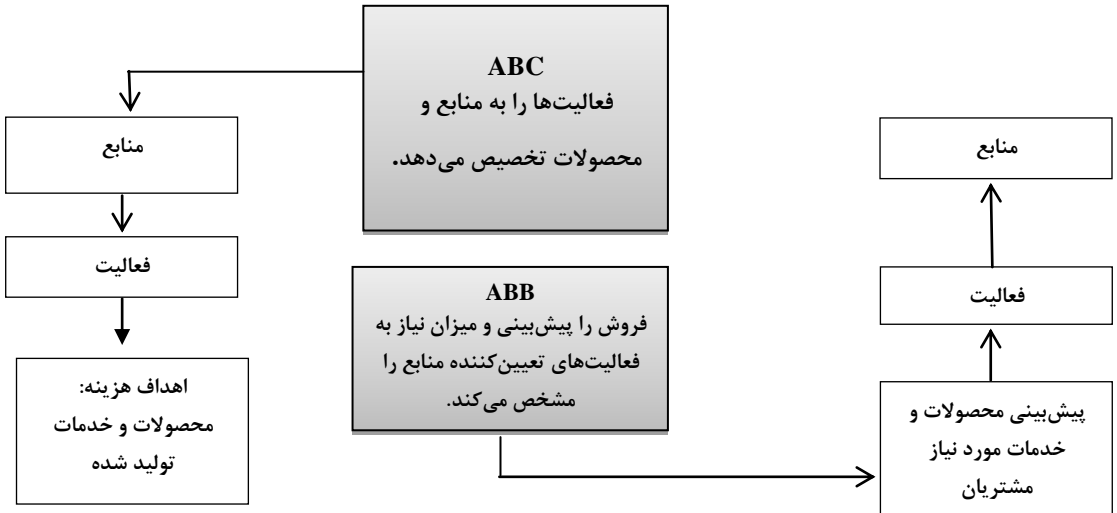 ABC
فعالیت‌ها را به منابع و
محصولات تخصیص می‌دهد.
منابع
فعالیت
اهداف هزینه:
محصولات و خدمات
تولید شده
ABB
فروش را پیش‌بینی و میزان نیاز به
فعالیت‌های تعیین‌کننده منابع را
مشخص می‌کند.
منابع
فعالیت
پیش‌بینی محصولات و
خدمات مورد نیاز
مشتریان